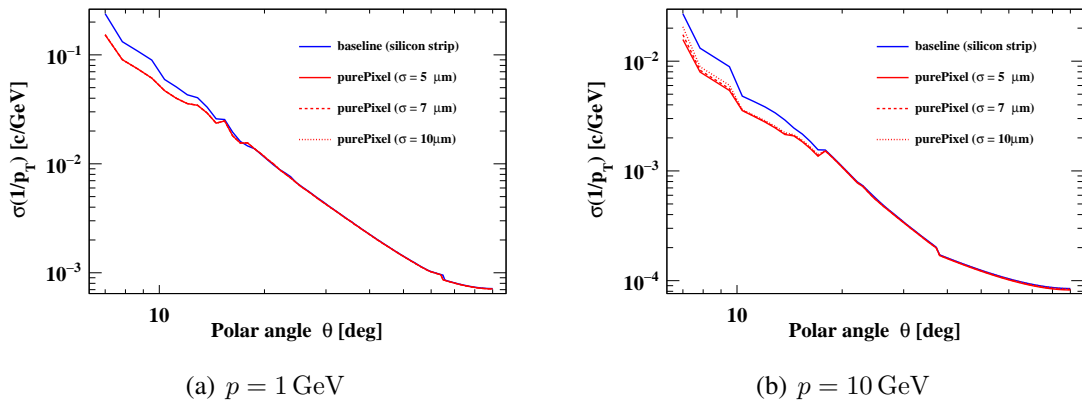 σ(1/p_T) [c/GeV]
10⁻¹
10⁻²
10⁻³
baseline (silicon strip)
purePixel (σ = 5 μm)
purePixel (σ = 7 μm)
purePixel (σ = 10μm)
10
Polar angle θ [deg]
(a) p = 1 GeV
σ(1/p_T) [c/GeV]
10⁻²
10⁻³
10⁻⁴
baseline (silicon strip)
purePixel (σ = 5 μm)
purePixel (σ = 7 μm)
purePixel (σ = 10μm)
10
Polar angle θ [deg]
(b) p = 10 GeV